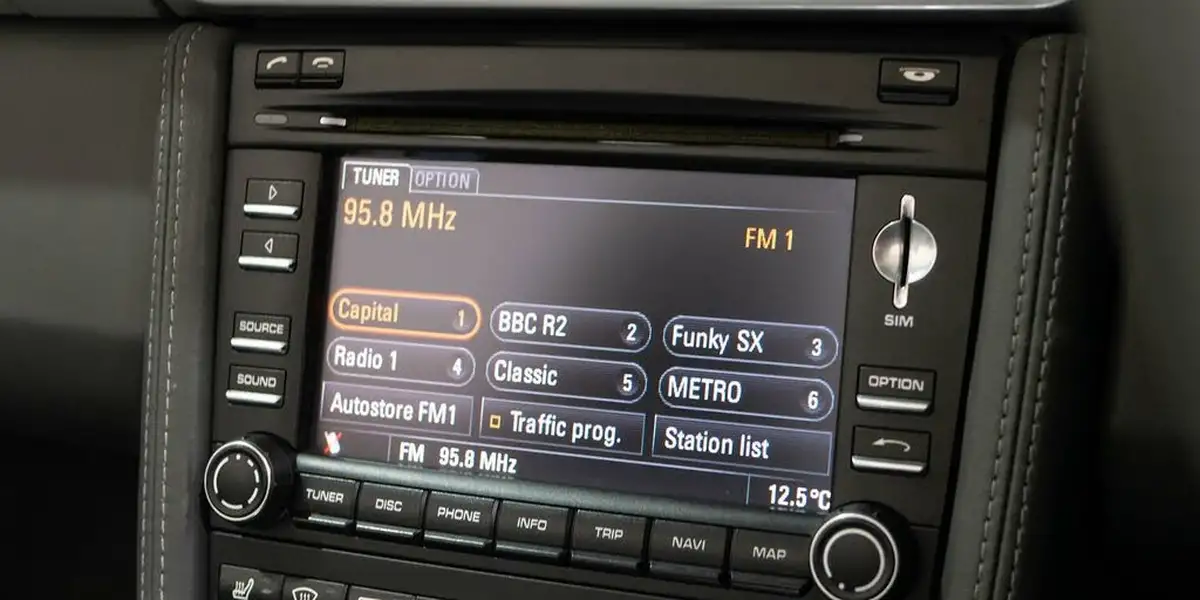 TUNER OPTION
95.8 MHz
FM 1
Capital 1 BBC R2 2 Funky SX 3
Radio 1 4 Classic 5 METRO 6
Autostore FM1 Traffic prog. Station list
FM 95.8 MHz
12.5°C
SOURCE
SOUND
SIM
OPTION
TUNER DISC PHONE INFO TRIP NAVI MAP